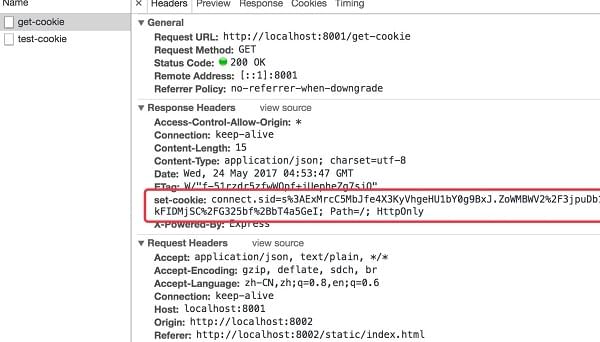 Name
× Headers Preview Response Cookies Timing
get-cookie
test-cookie
▼ General
Request URL: http://localhost:8001/get-cookie
Request Method: GET
Status Code: 200 OK
Remote Address: [::1]:8001
Referrer Policy: no-referrer-when-downgrade
▼ Response Headers view source
Access-Control-Allow-Origin: *
Connection: keep-alive
Content-Length: 15
Content-Type: application/json; charset=utf-8
Date: Wed, 24 May 2017 04:53:47 GMT
ETag: W/"f-51rzdr5zfwWOpf+iUepheZg7siQ"
set-cookie: connect.sid=s%3AExMrcC5MbJfe4X3KyVhgeHU1bY0g9BxJ.ZoWMBWV2%2F3jpuDb1
kFIDMjSC%2FG325bf%2BbT4a5GeI; Path=/; HttpOnly
X-Powered-By: Express
▼ Request Headers view source
Accept: application/json, text/plain, */*
Accept-Encoding: gzip, deflate, sdch, br
Accept-Language: zh-CN,zh;q=0.8,en;q=0.6
Connection: keep-alive
Host: localhost:8001
Origin: http://localhost:8002
Referer: http://localhost:8002/static/index.html